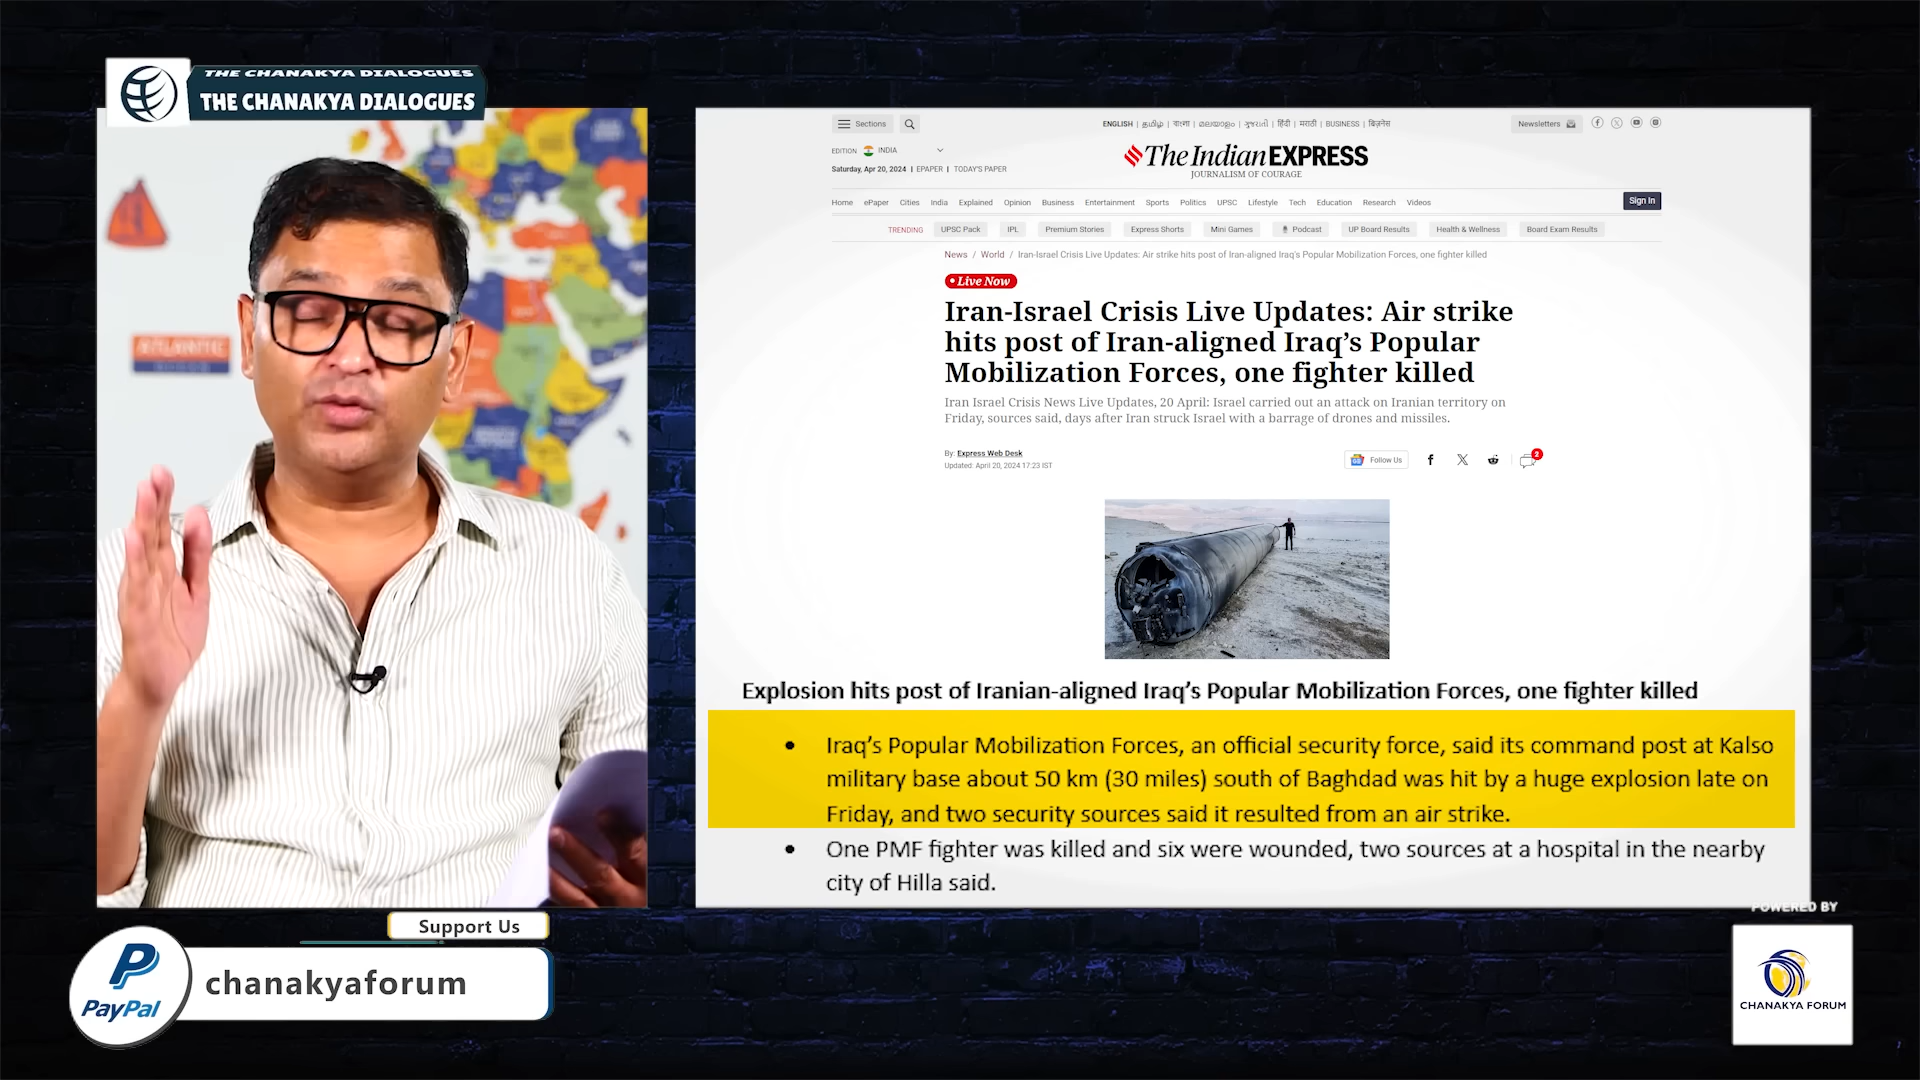 THE CHANAKYA DIALOGUES
THE CHANAKYA DIALOGUES
ATLANTIC
Sections
ENGLISH | தமிழ் | বাংলা | മലയാളം | ગુજરાતી | हिंदी | मराठी | BUSINESS | बिज़नेस
Newsletters
EDITION INDIA
Saturday, Apr 20, 2024 | EPAPER | TODAY'S PAPER
The Indian EXPRESS
JOURNALISM OF COURAGE
Home ePaper Cities India Explained Opinion Business Entertainment Sports Politics UPSC Lifestyle Tech Education Research Videos
Sign In
TRENDING UPSC Pack IPL Premium Stories Express Shorts Mini Games Podcast UP Board Results Health & Wellness Board Exam Results
News / World / Iran-Israel Crisis Live Updates: Air strike hits post of Iran-aligned Iraq's Popular Mobilization Forces, one fighter killed
• Live Now
Iran-Israel Crisis Live Updates: Air strike
hits post of Iran-aligned Iraq's Popular
Mobilization Forces, one fighter killed
Iran Israel Crisis News Live Updates, 20 April: Israel carried out an attack on Iranian territory on
Friday, sources said, days after Iran struck Israel with a barrage of drones and missiles.
By: Express Web Desk
Updated: April 20, 2024 17:23 IST
Follow Us
2
Explosion hits post of Iranian-aligned Iraq's Popular Mobilization Forces, one fighter killed
• Iraq's Popular Mobilization Forces, an official security force, said its command post at Kalso
military base about 50 km (30 miles) south of Baghdad was hit by a huge explosion late on
Friday, and two security sources said it resulted from an air strike.
• One PMF fighter was killed and six were wounded, two sources at a hospital in the nearby
city of Hilla said.
POWERED BY
CHANAKYA FORUM
Support Us
PayPal
chanakyaforum